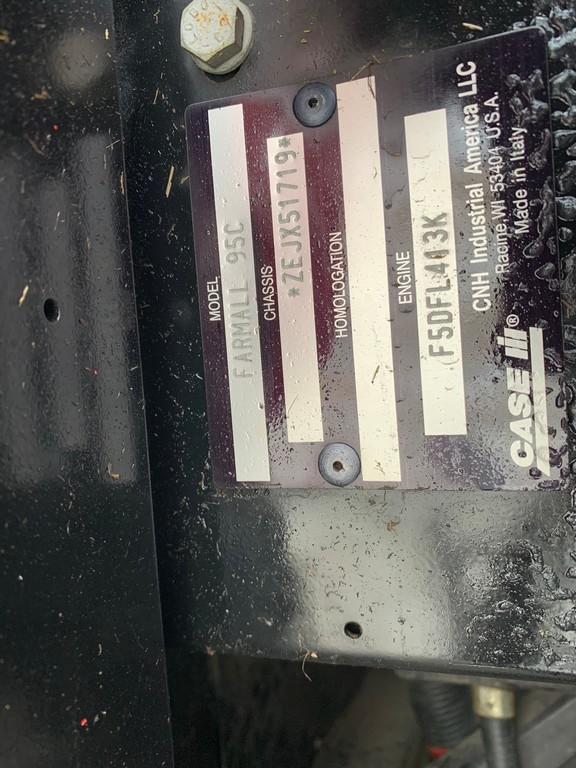 MODEL
FARMALL 95C
CHASSIS
*ZEJX51719*
HOMOLOGATION
ENGINE
F5DFL413K
CNH Industrial America LLC
Racine WI 53404 U.S.A.
Made in Italy
CASE IH®